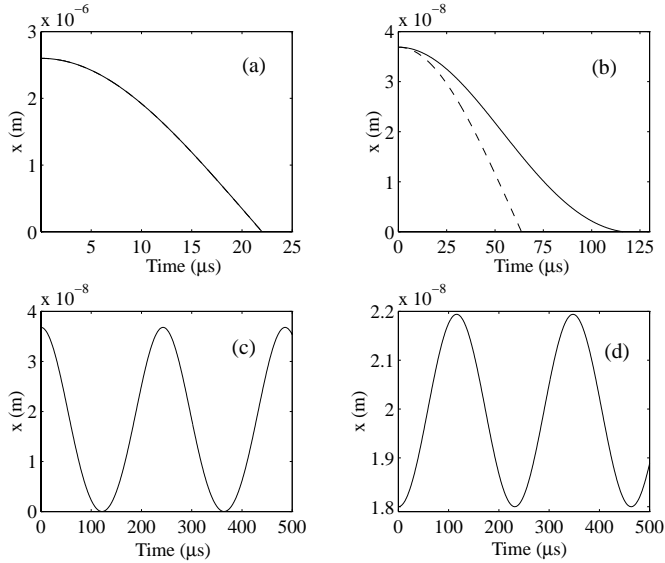 x 10⁻⁶
3
2
1
0
x (m)
(a)
5 10 15 20 25
Time (μs)
x 10⁻⁸
4
3
2
1
0
x (m)
(b)
0 25 50 75 100 125
Time (μs)
x 10⁻⁸
4
3
2
1
0
x (m)
(c)
0 100 200 300 400 500
Time (μs)
x 10⁻⁸
2.2
2.1
2
1.9
1.8
x (m)
(d)
0 100 200 300 400 500
Time (μs)